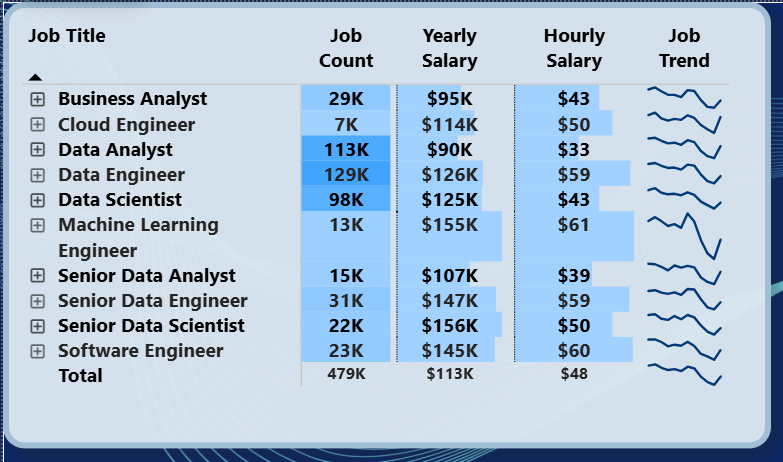 Job Title Job Count Yearly Salary Hourly Salary Job Trend
Business Analyst 29K $95K $43
Cloud Engineer 7K $114K $50
Data Analyst 113K $90K $33
Data Engineer 129K $126K $59
Data Scientist 98K $125K $43
Machine Learning Engineer 13K $155K $61
Senior Data Analyst 15K $107K $39
Senior Data Engineer 31K $147K $59
Senior Data Scientist 22K $156K $50
Software Engineer 23K $145K $60
Total 479K $113K $48